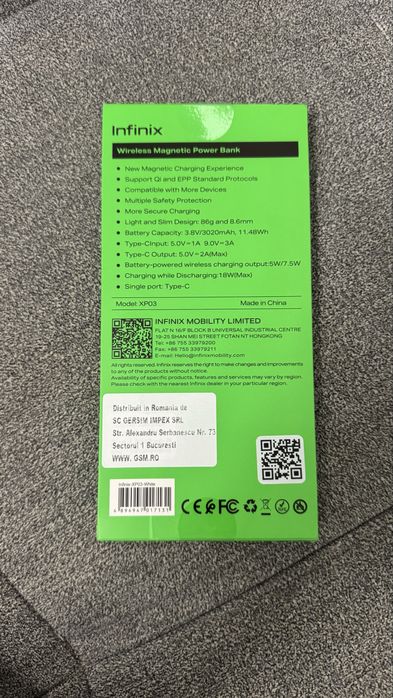 Infinix
Wireless Magnetic Power Bank
• New Magnetic Charging Experience
• Support Qi and EPP Standard Protocols
• Compatible with More Devices
• Multiple Safety Protection
• More Secure Charging
• Light and Slim Design: 86g and 8.6mm
• Battery Capacity: 3.8V/3020mAh, 11.48Wh
• Type-CInput: 5.0V⎓1A 9.0V⎓3A
• Type-C Output: 5.0V⎓2A(Max)
• Battery-powered wireless charging output:5W/7.5W
• Charging while Discharging:18W(Max)
• Single port: Type-C
Model: XP03 Made in China
INFINIX MOBILITY LIMITED
FLAT N 16/F BLOCK B UNIVERSAL INDUSTRIAL CENTRE
19-25 SHAN MEI STREET FOTAN NT HONGKONG
Tel: +86 755 33979200
Fax: +86 755 33979211
E-mail: Hello@infinixmobility.com
All rights reserved. Infinix reserves the right to make changes and improvements
to any of the products without notice.
Availability of specific products, features and services may vary by region.
Please check with the nearest Infinix dealer in your particular region.
Distribuit in Romania de
SC GERSIM IMPEX SRL
Str. Alexandru Serbanescu Nr. 73
Sectorul 1 Bucuresti
WWW. GSM.RO
Infinix-XP03-White
4 894947 017131
CE FC